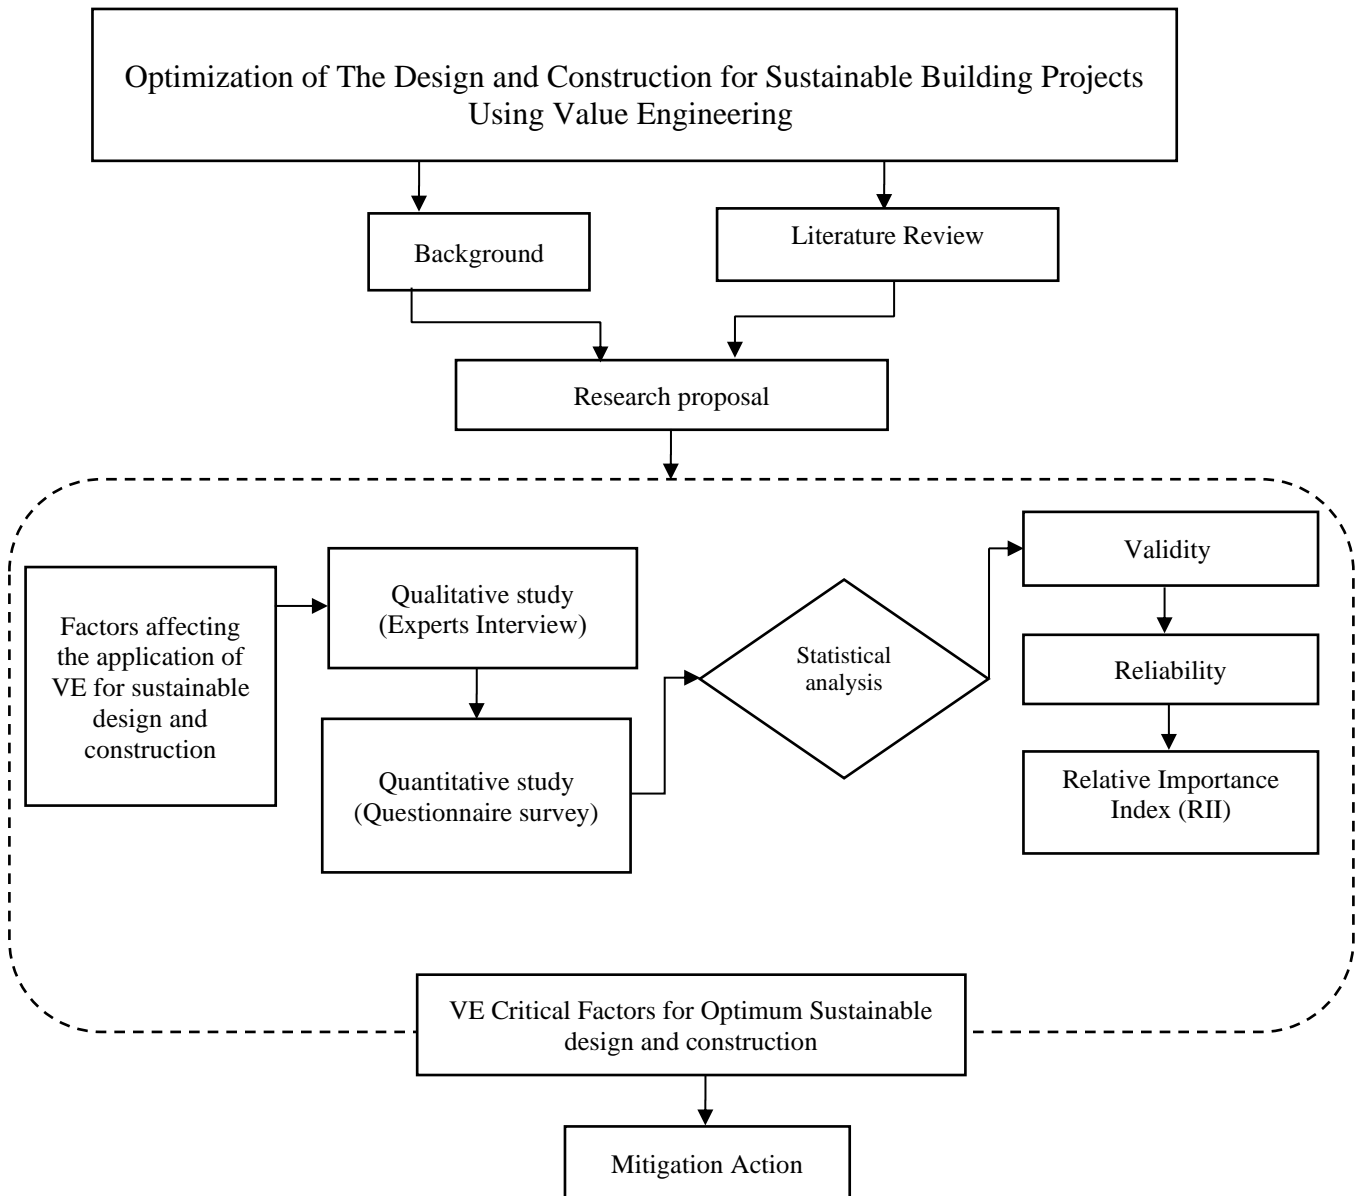 Optimization of The Design and Construction for Sustainable Building Projects
Using Value Engineering
Background
Literature Review
Research proposal
Factors affecting
the application of
VE for sustainable
design and
construction
Qualitative study
(Experts Interview)
Quantitative study
(Questionnaire survey)
Statistical
analysis
Validity
Reliability
Relative Importance
Index (RII)
VE Critical Factors for Optimum Sustainable
design and construction
Mitigation Action